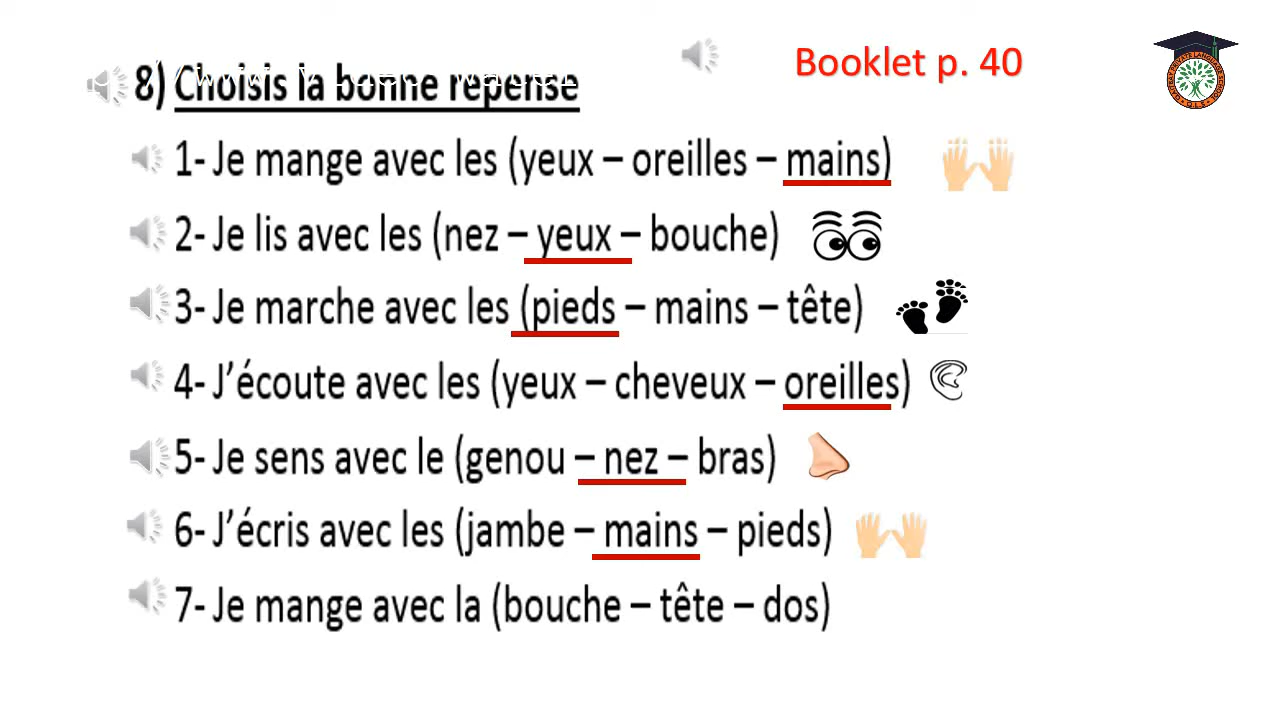 Booklet p. 40
8) Choisis la bonne repense
1- Je mange avec les (yeux – oreilles – mains)
2- Je lis avec les (nez – yeux – bouche)
3- Je marche avec les (pieds – mains – tête)
4- J’écoute avec les (yeux – cheveux – oreilles)
5- Je sens avec le (genou – nez – bras)
6- J’écris avec les (jambe – mains – pieds)
7- Je mange avec la (bouche – tête – dos)